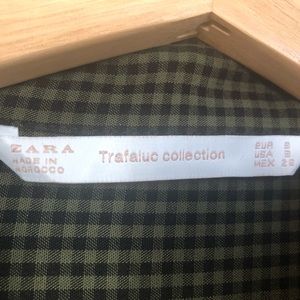 ZARA
MADE IN
MOROCCO
Trafaluc collection
EUR S
USA S
MEX 26